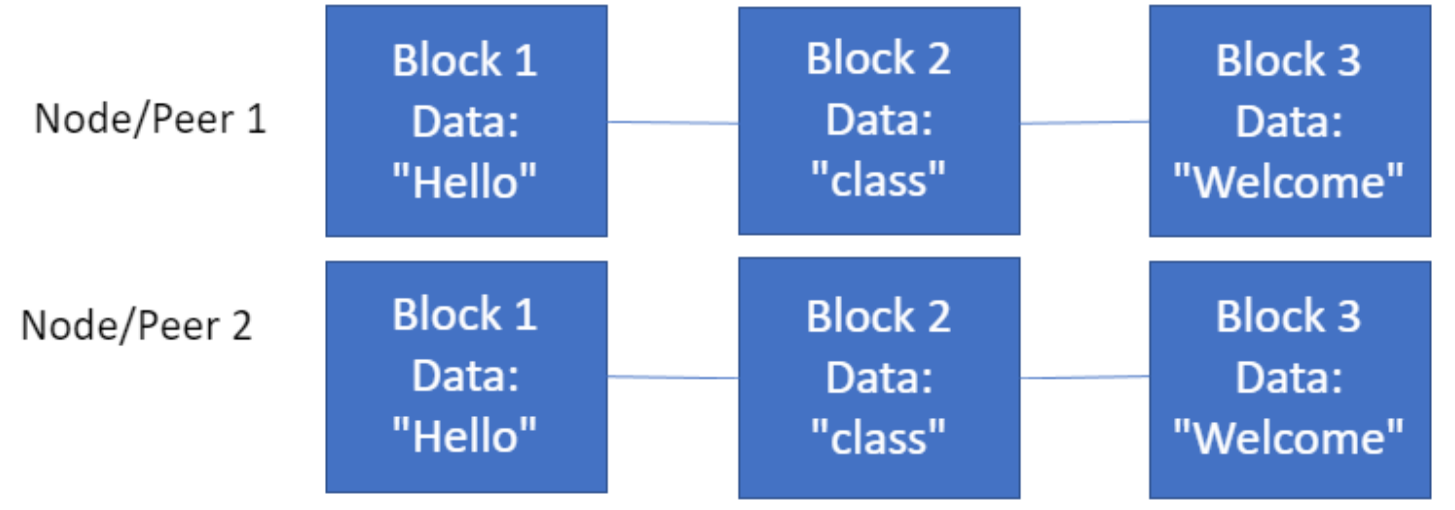 Node/Peer 1
Block 1
Data:
"Hello"
Block 2
Data:
"class"
Block 3
Data:
"Welcome"
Node/Peer 2
Block 1
Data:
"Hello"
Block 2
Data:
"class"
Block 3
Data:
"Welcome"